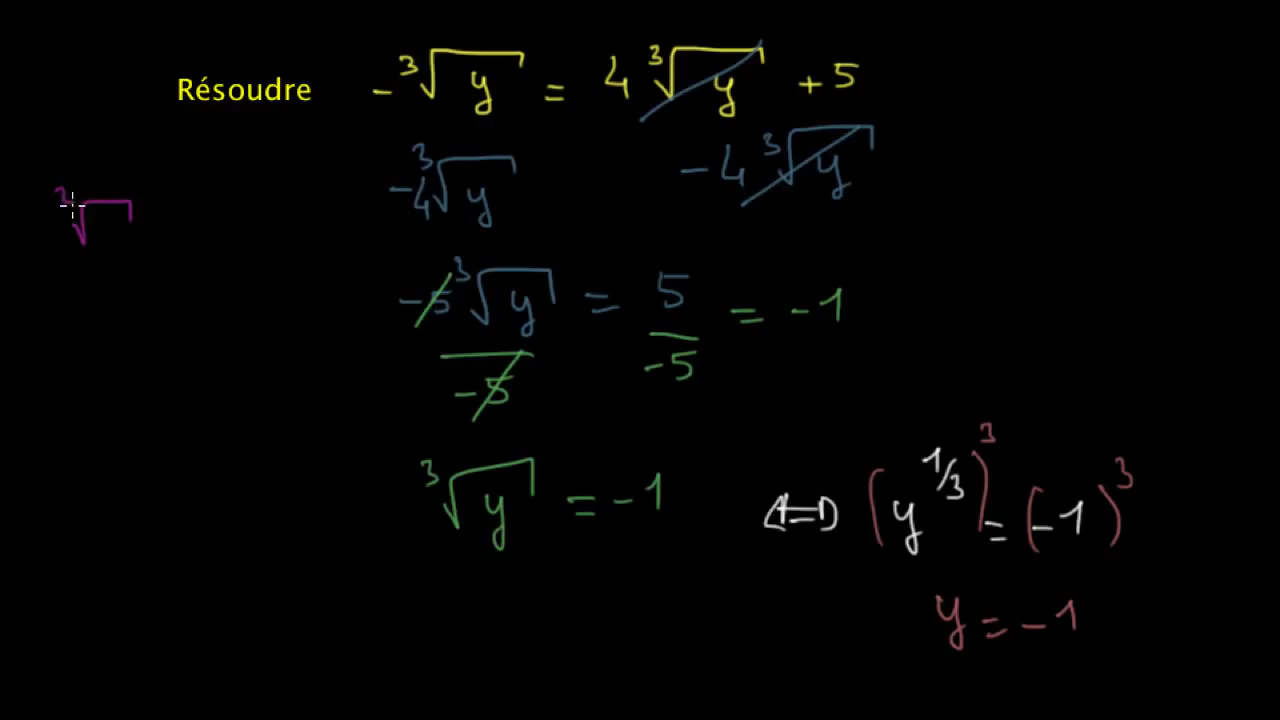 Résoudre -∛y = 4∛y + 5
-4∛y -4∛y
∛
-5∛y = 5 = -1
-5 -5
∛y = -1 ⟺ (y^1/3)^3 = (-1)^3
y = -1